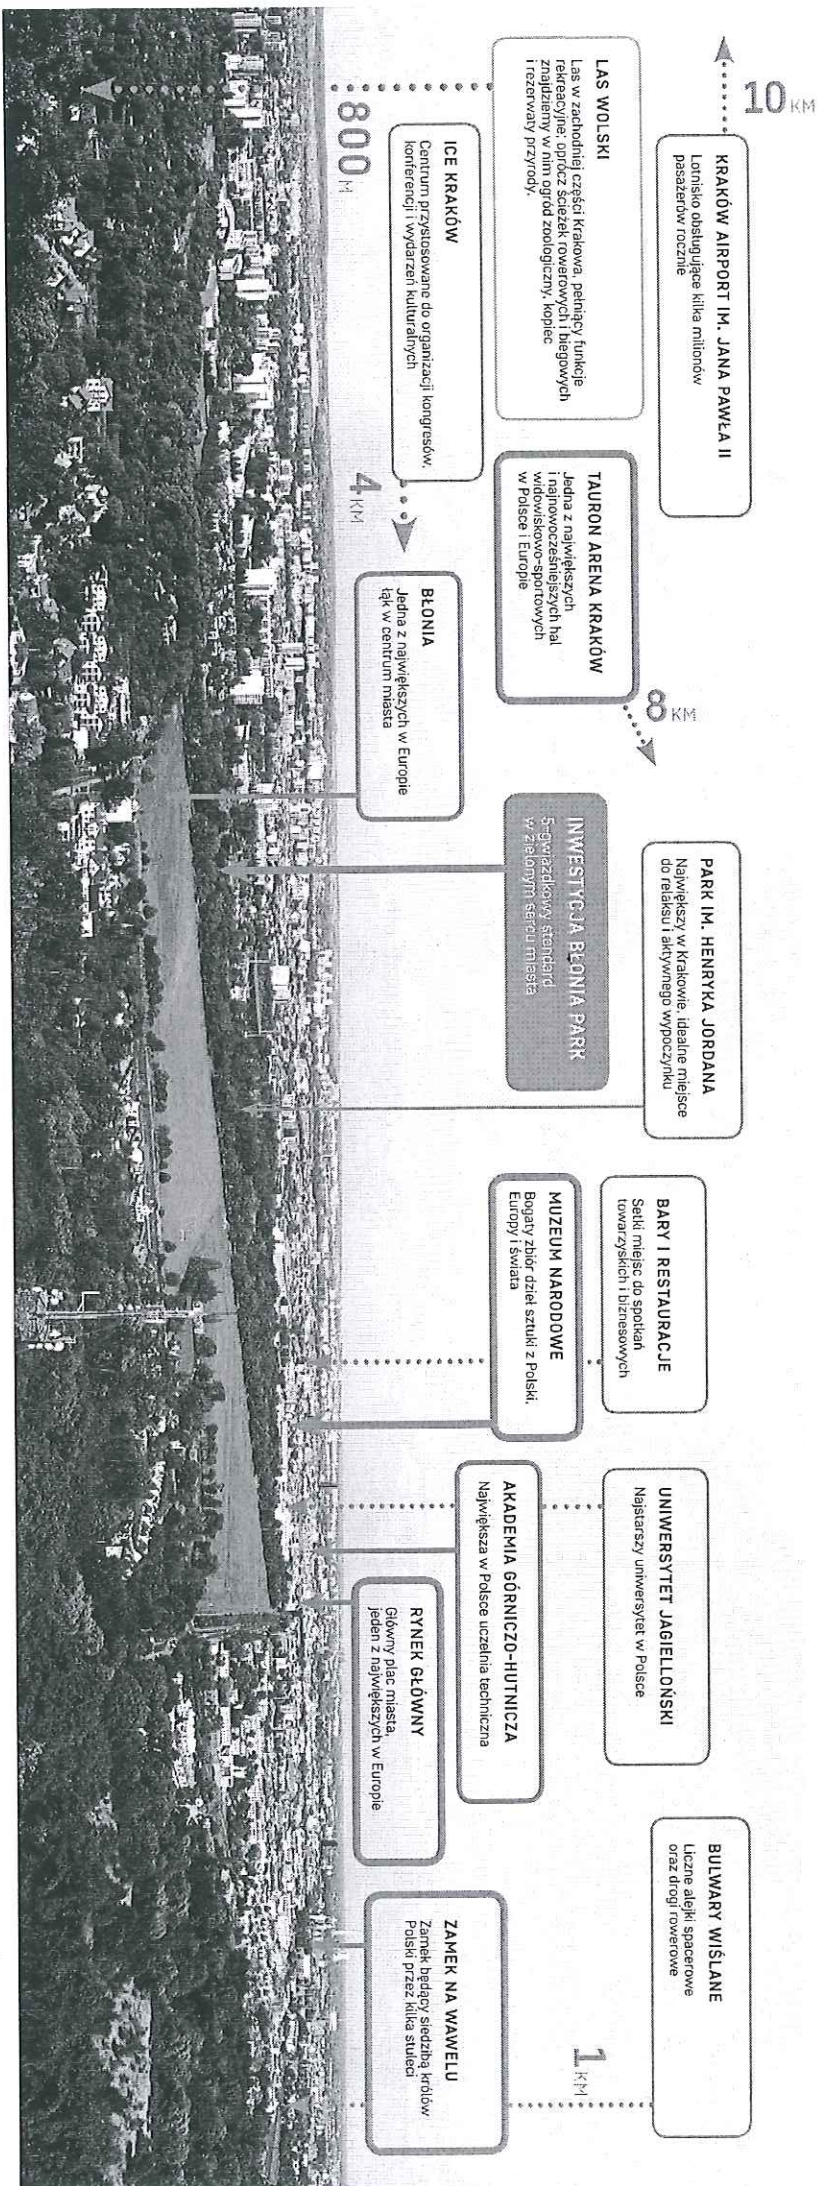 10 KM
KRAKÓW AIRPORT IM. JANA PAWŁA II
Lotnisko obsługujące kilka milionów
pasażerów rocznie
LAS WOLSKI
Las w zachodniej części Krakowa, pełniący funkcje
rekreacyjne; oprócz ścieżek rowerowych i biegowych
znajdziemy w nim ogród zoologiczny, kopiec
i rezerwaty przyrody.
800 M
ICE KRAKÓW
Centrum przystosowane do organizacji kongresów,
konferencji i wydarzeń kulturalnych
4 KM
TAURON ARENA KRAKÓW
Jedna z największych
i najnowocześniejszych hal
widowiskowo-sportowych
w Polsce i Europie
8 KM
BŁONIA
Jedna z największych w Europie
łąk w centrum miasta
INWESTYCJA BŁONIA PARK
5-gwiazdkowy standard
w zielonym sercu miasta
PARK IM. HENRYKA JORDANA
Największy w Krakowie, idealne miejsce
do relaksu i aktywnego wypoczynku
BARY I RESTAURACJE
Setki miejsc do spotkań
towarzyskich i biznesowych
MUZEUM NARODOWE
Bogaty zbiór dzieł sztuki z Polski,
Europy i świata
UNIWERSYTET JAGIELLOŃSKI
Najstarszy uniwersytet w Polsce
AKADEMIA GÓRNICZO-HUTNICZA
Największa w Polsce uczelnia techniczna
RYNEK GŁÓWNY
Główny plac miasta,
jeden z największych w Europie
BULWARY WIŚLANE
Liczne alejki spacerowe
oraz drogi rowerowe
1 KM
ZAMEK NA WAWELU
Zamek będący siedzibą królów
Polski przez kilka stuleci